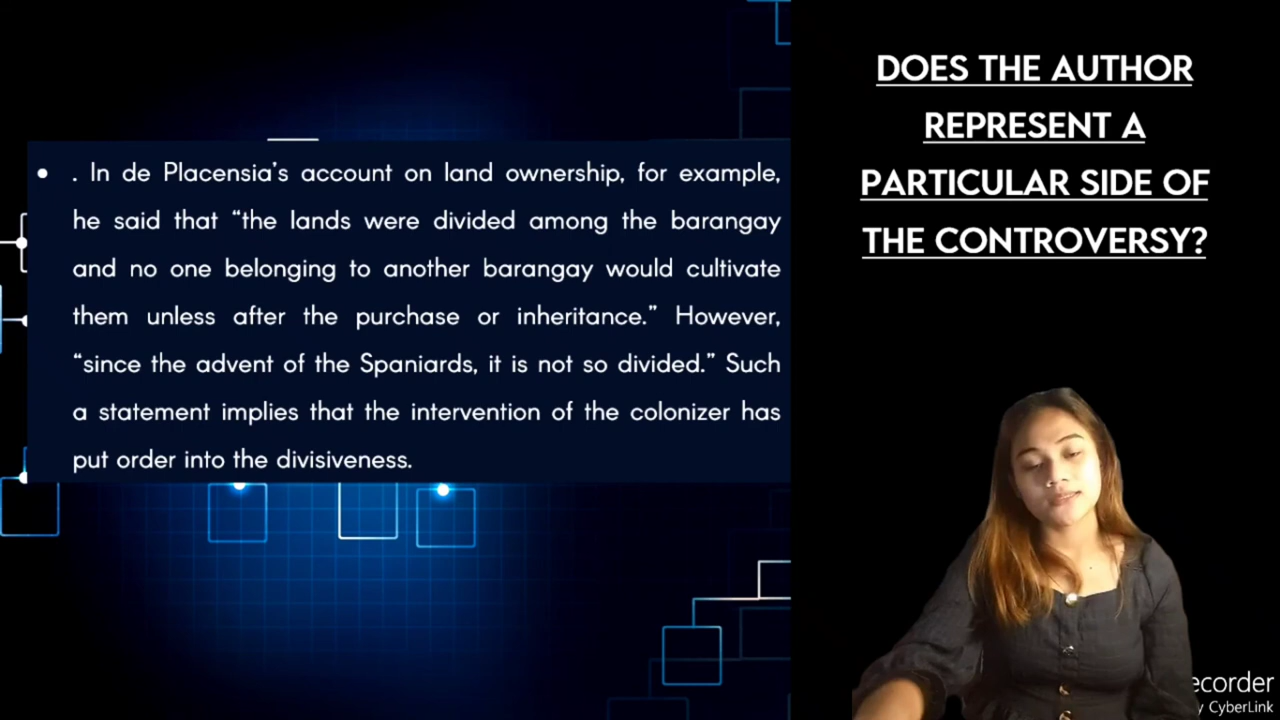 DOES THE AUTHOR
REPRESENT A
PARTICULAR SIDE OF
THE CONTROVERSY?
• . In de Placensia's account on land ownership, for example,
he said that “the lands were divided among the barangay
and no one belonging to another barangay would cultivate
them unless after the purchase or inheritance.” However,
“since the advent of the Spaniards, it is not so divided.” Such
a statement implies that the intervention of the colonizer has
put order into the divisiveness.
ecorder
y CyberLink